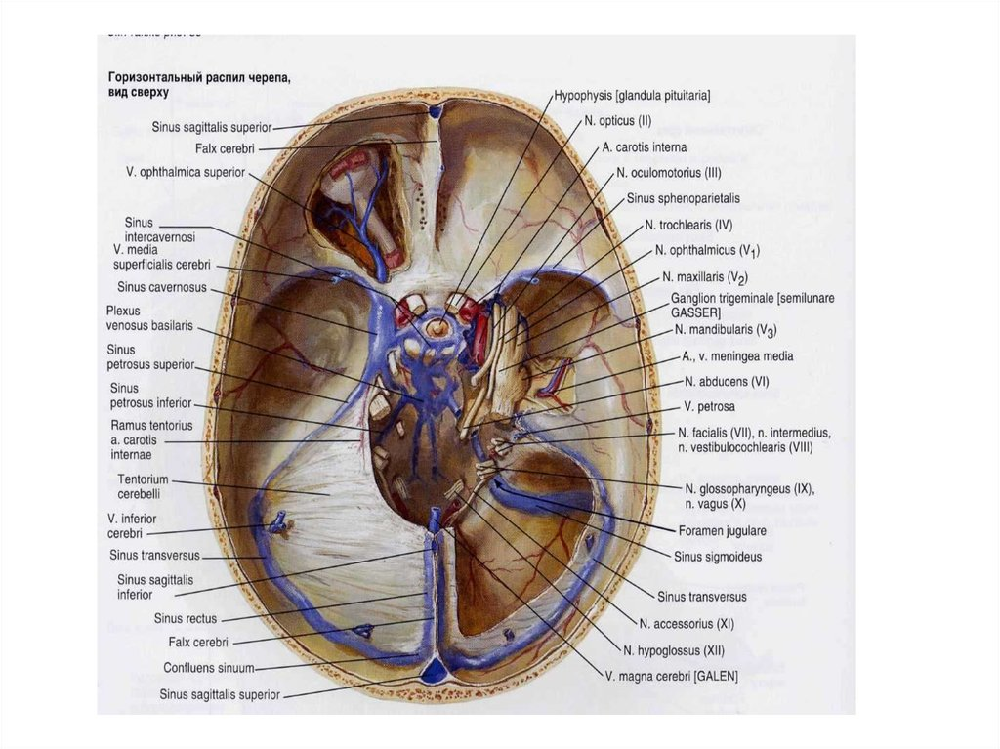 Горизонтальный распил черепа,
вид сверху
Sinus sagittalis superior
Falx cerebri
V. ophthalmica superior
Sinus
intercavernosi
V. media
superficialis cerebri
Sinus cavernosus
Plexus
venosus basilaris
Sinus
petrosus superior
Sinus
petrosus inferior
Ramus tentorius
a. carotis
internae
Tentorium
cerebelli
V. inferior
cerebri
Sinus transversus
Sinus sagittalis
inferior
Sinus rectus
Falx cerebri
Confluens sinuum
Sinus sagittalis superior
Hypophysis [glandula pituitaria]
N. opticus (II)
A. carotis interna
N. oculomotorius (III)
Sinus sphenoparietalis
N. trochlearis (IV)
N. ophthalmicus (V1)
N. maxillaris (V2)
Ganglion trigeminale [semilunare
GASSER]
N. mandibularis (V3)
A., v. meningea media
N. abducens (VI)
V. petrosa
N. facialis (VII), n. intermedius,
n. vestibulocochlearis (VIII)
N. glossopharyngeus (IX),
n. vagus (X)
Foramen jugulare
Sinus sigmoideus
Sinus transversus
N. accessorius (XI)
N. hypoglossus (XII)
V. magna cerebri [GALEN]